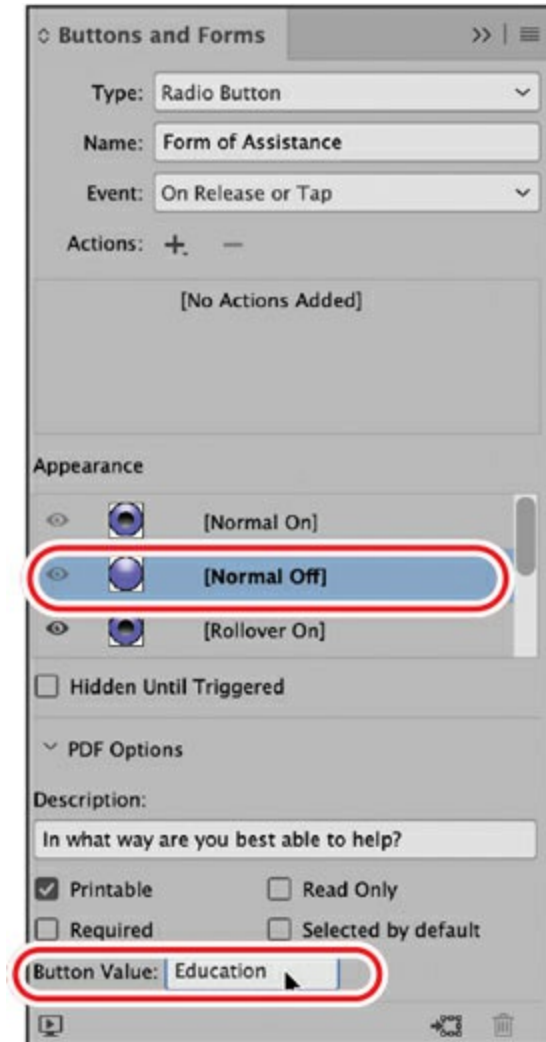 Buttons and Forms
Type: Radio Button
Name: Form of Assistance
Event: On Release or Tap
Actions:
[No Actions Added]
Appearance
[Normal On]
[Normal Off]
[Rollover On]
Hidden Until Triggered
PDF Options
Description:
In what way are you best able to help?
Printable Read Only
Required Selected by default
Button Value: Education